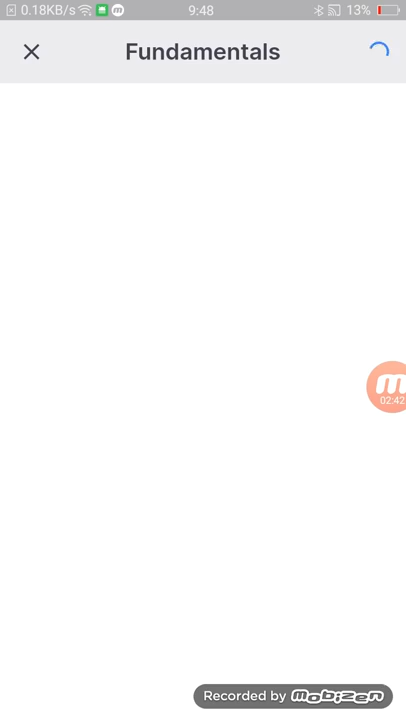 0.18KB/s m 9:48 13%
Fundamentals
m
02:42
Recorded by mobizen